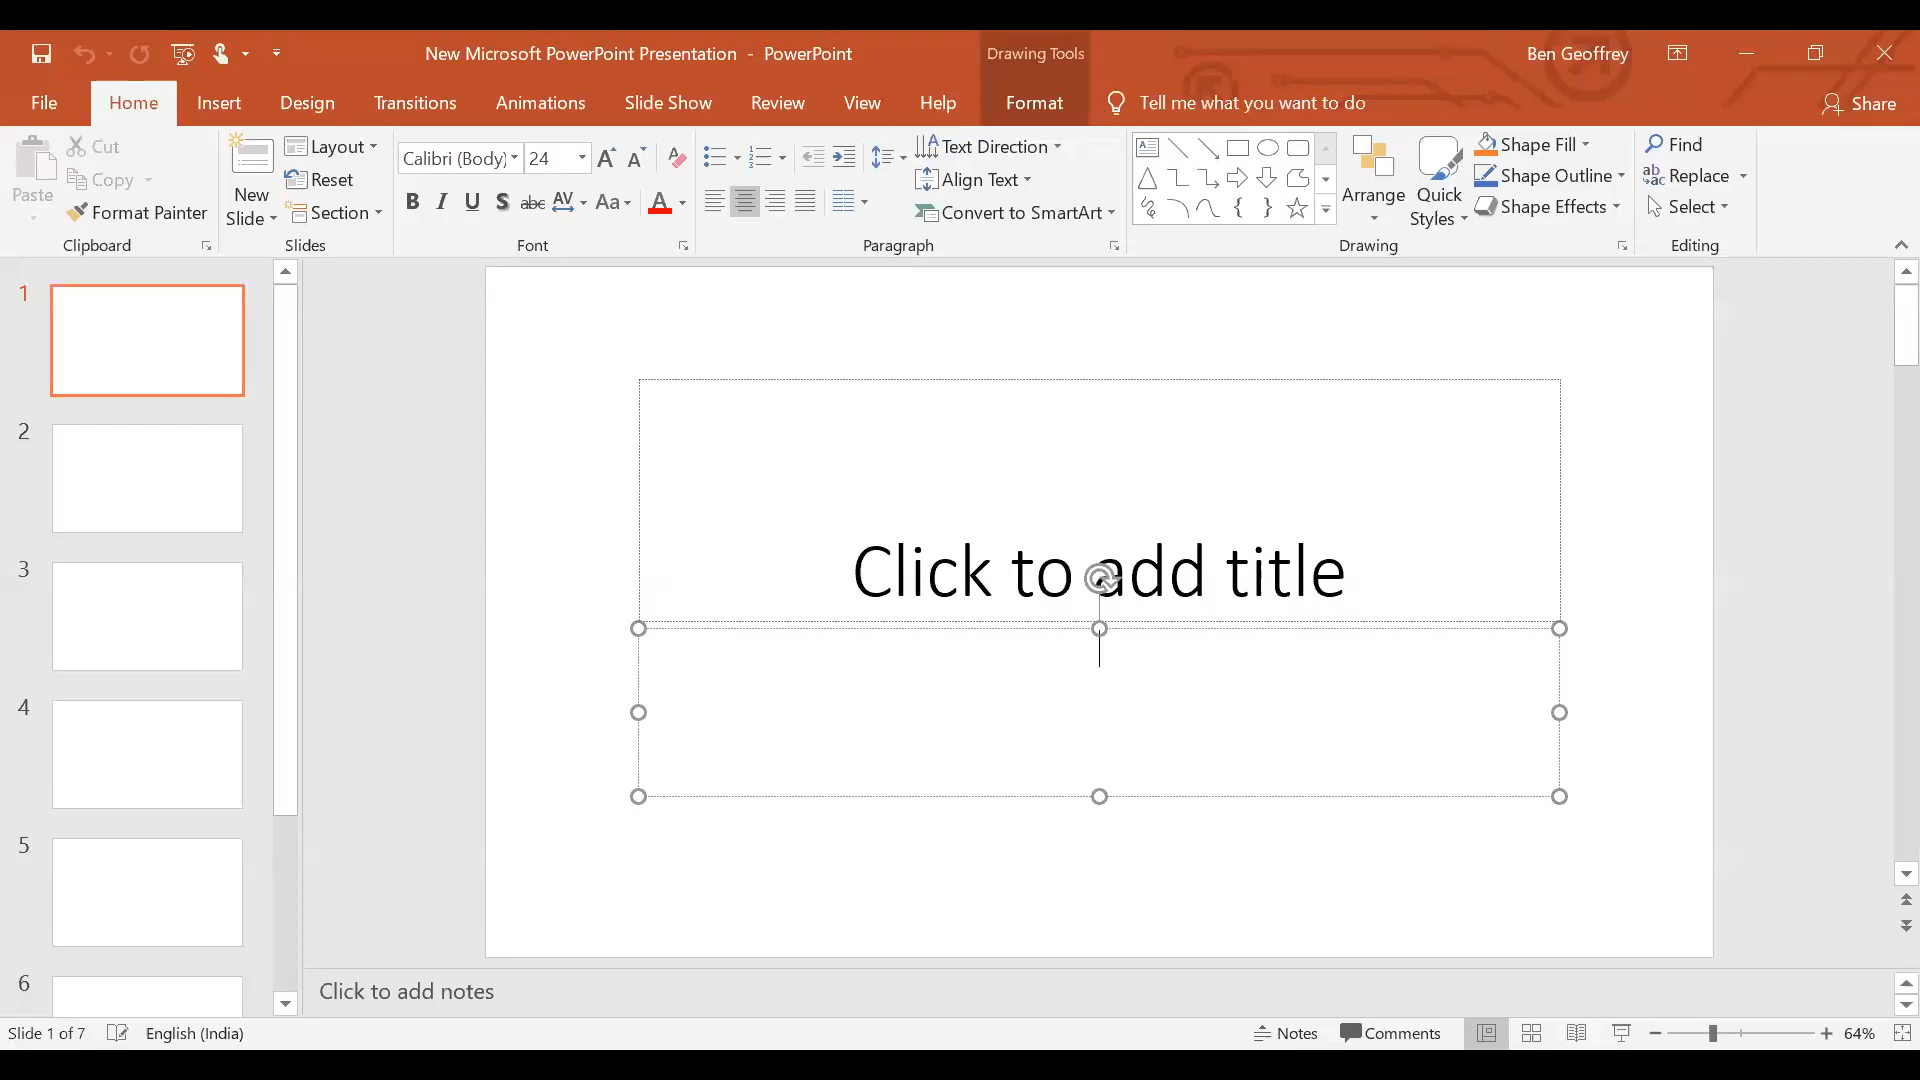 New Microsoft PowerPoint Presentation - PowerPoint
Drawing Tools
Ben Geoffrey
File Home Insert Design Transitions Animations Slide Show Review View Help Format Tell me what you want to do Share
Paste
Cut
Copy
Format Painter
Clipboard
New Slide
Layout
Reset
Section
Slides
Calibri (Body) 24
B I U S abc AV Aa A
Font
Text Direction
Align Text
Convert to SmartArt
Paragraph
Arrange
Quick Styles
Shape Fill
Shape Outline
Shape Effects
Drawing
Find
Replace
Select
Editing
1
2
3
4
5
6
Click to add title
Click to add notes
Slide 1 of 7 English (India) Notes Comments 64%